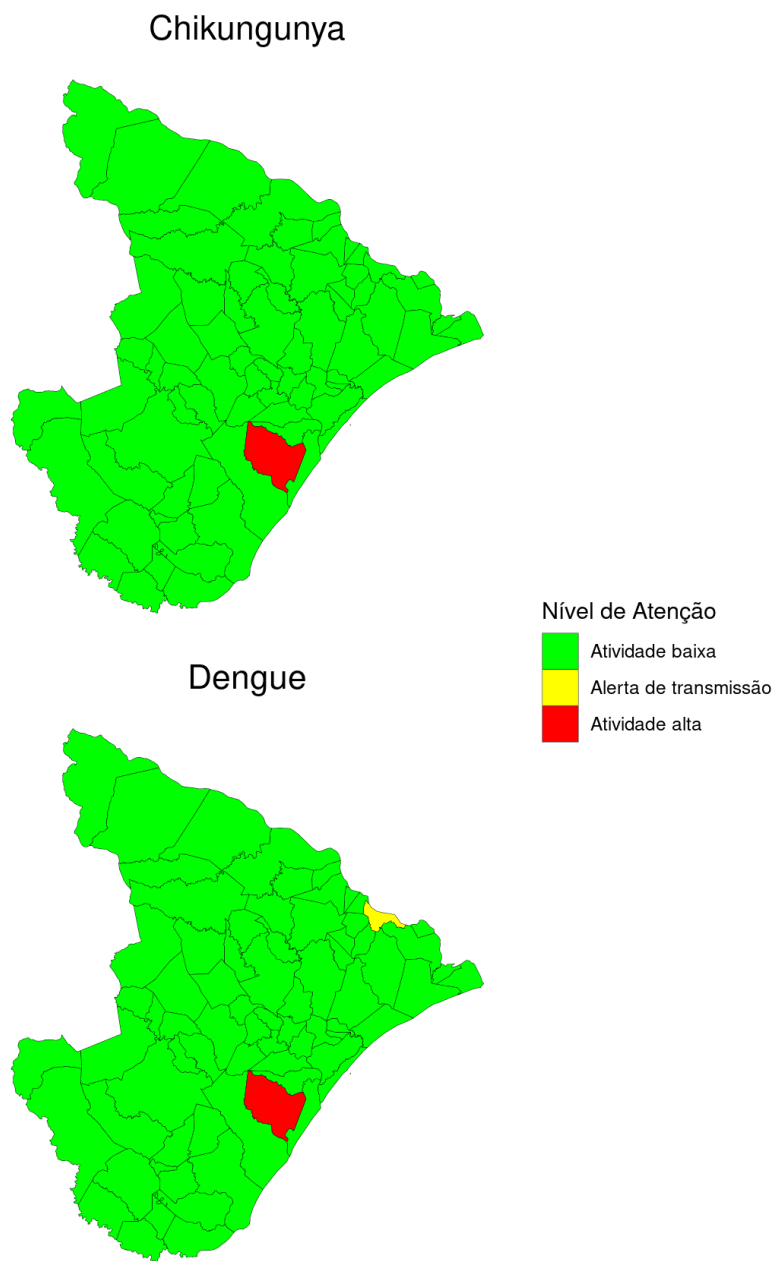 Chikungunya
Nível de Atenção
Atividade baixa
Alerta de transmissão
Atividade alta
Dengue